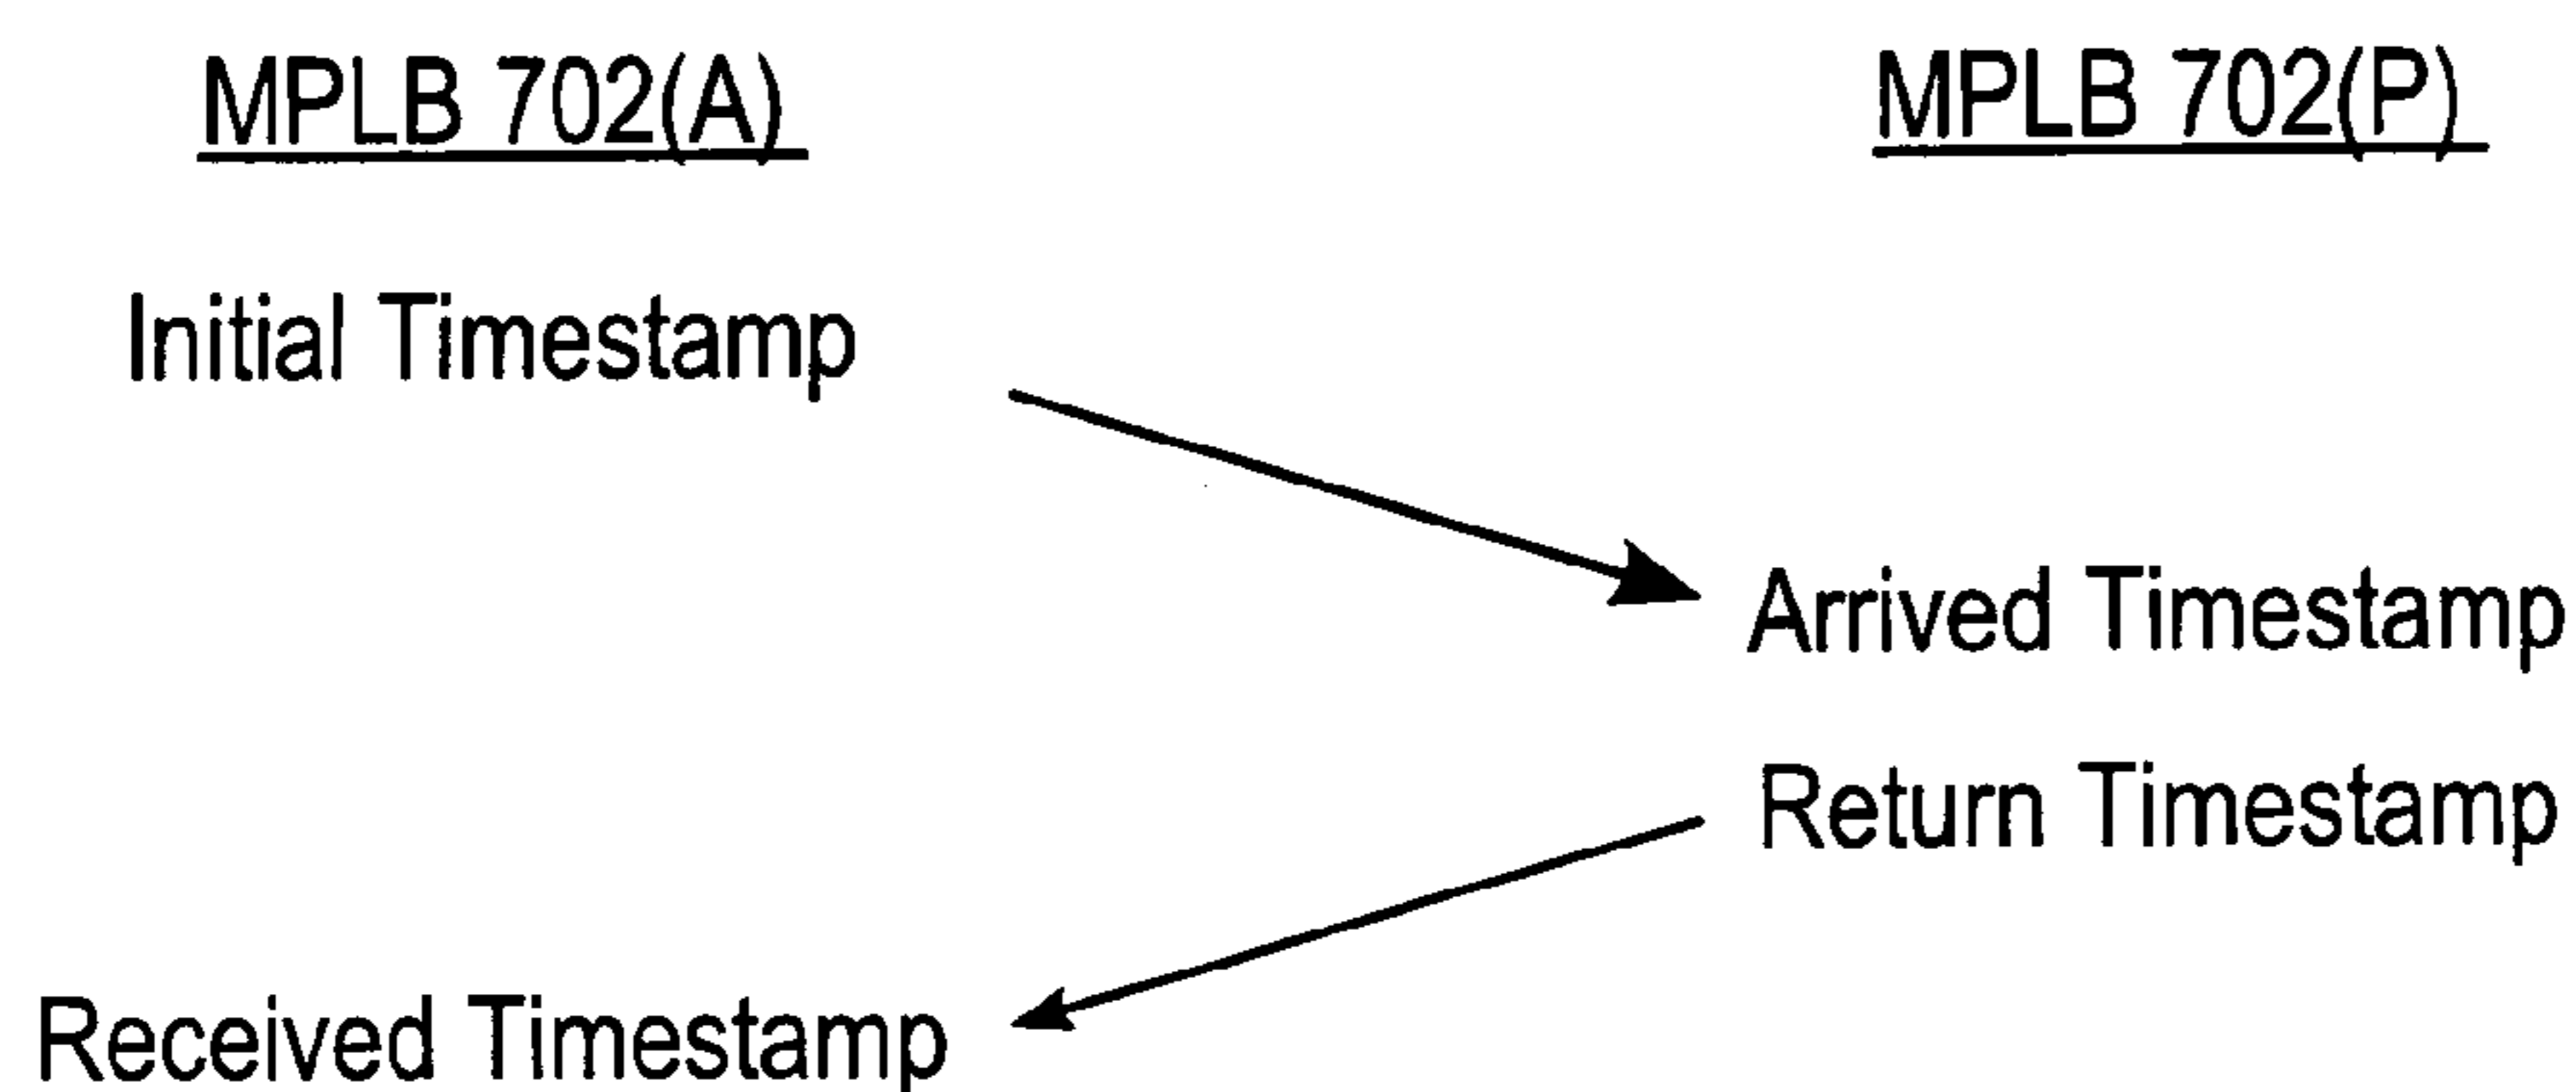 MPLB 702(A)
MPLB 702(P)
Initial Timestamp
Arrived Timestamp
Return Timestamp
Received Timestamp